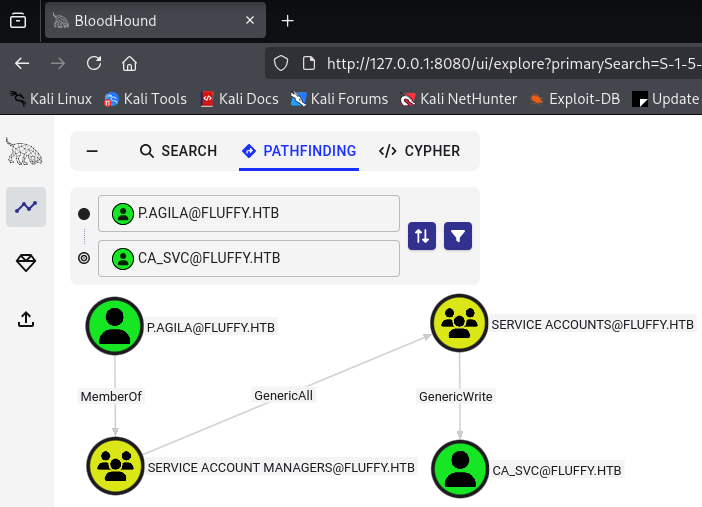 BloodHound
http://127.0.0.1:8080/ui/explore?primarySearch=S-1-5-
Kali Linux Kali Tools Kali Docs Kali Forums Kali NetHunter Exploit-DB Update
SEARCH PATHFINDING </> CYPHER
P.AGILA@FLUFFY.HTB
CA_SVC@FLUFFY.HTB
P.AGILA@FLUFFY.HTB
SERVICE ACCOUNTS@FLUFFY.HTB
MemberOf
GenericAll
GenericWrite
SERVICE ACCOUNT MANAGERS@FLUFFY.HTB
CA_SVC@FLUFFY.HTB